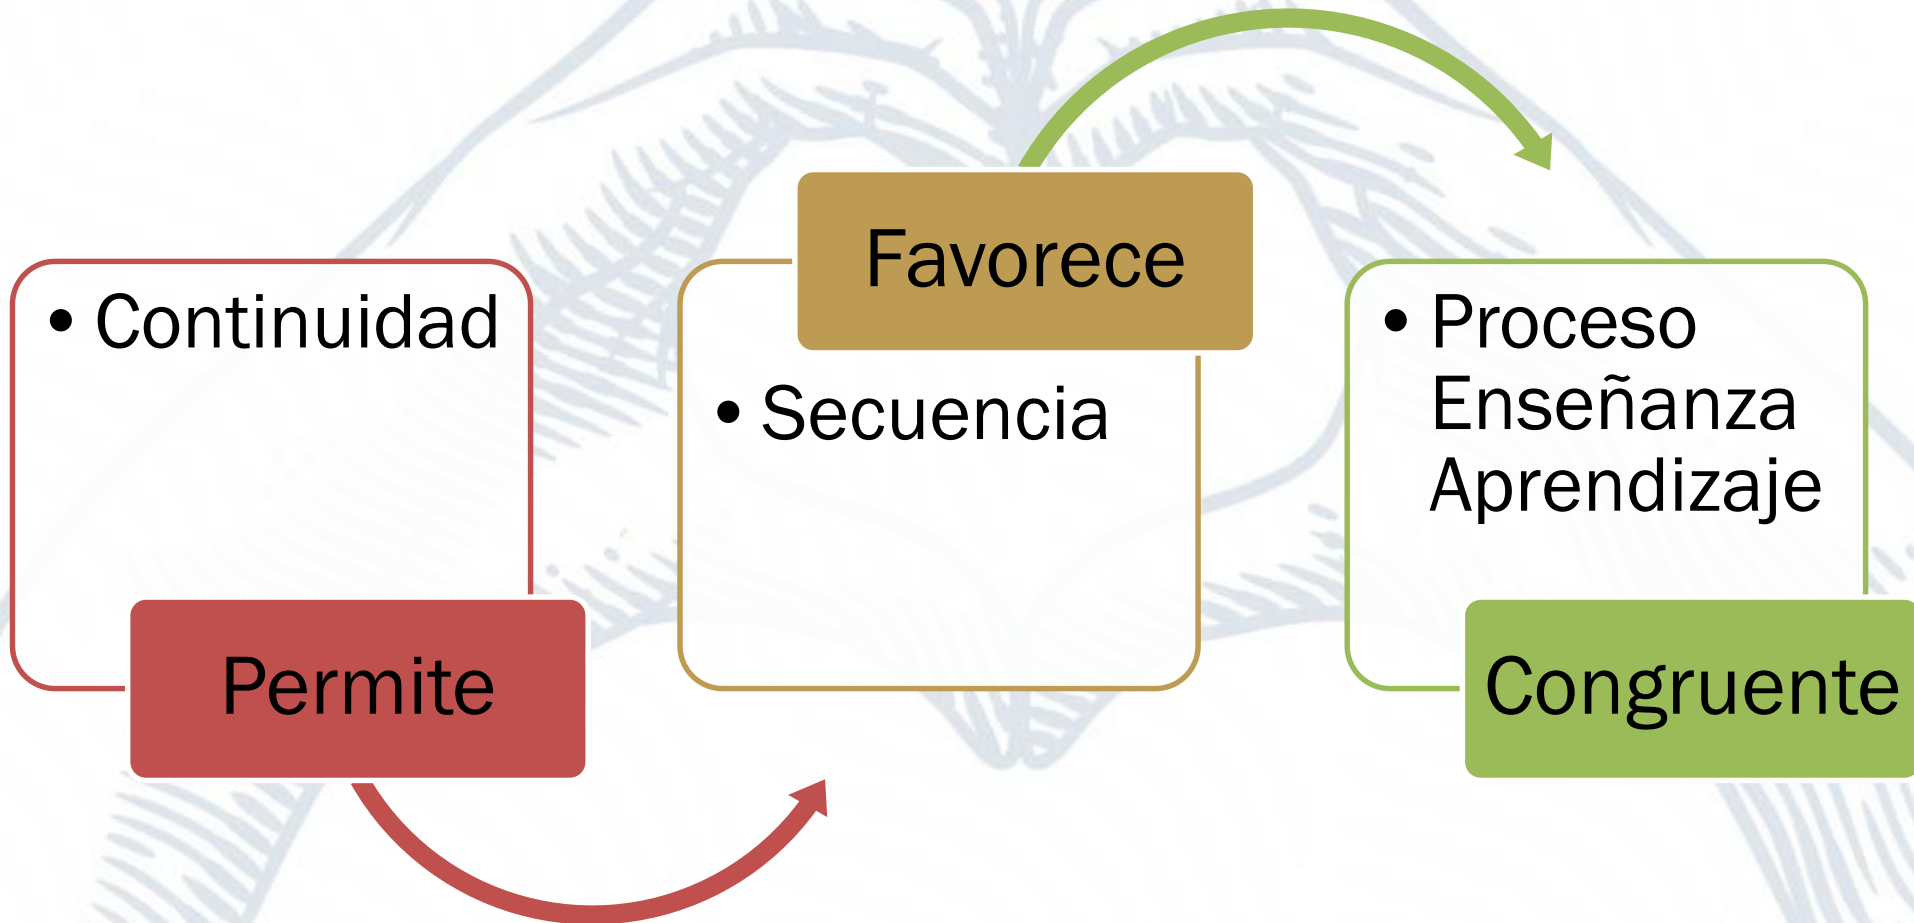 • Continuidad
Permite
Favorece
• Secuencia
• Proceso
Enseñanza
Aprendizaje
Congruente